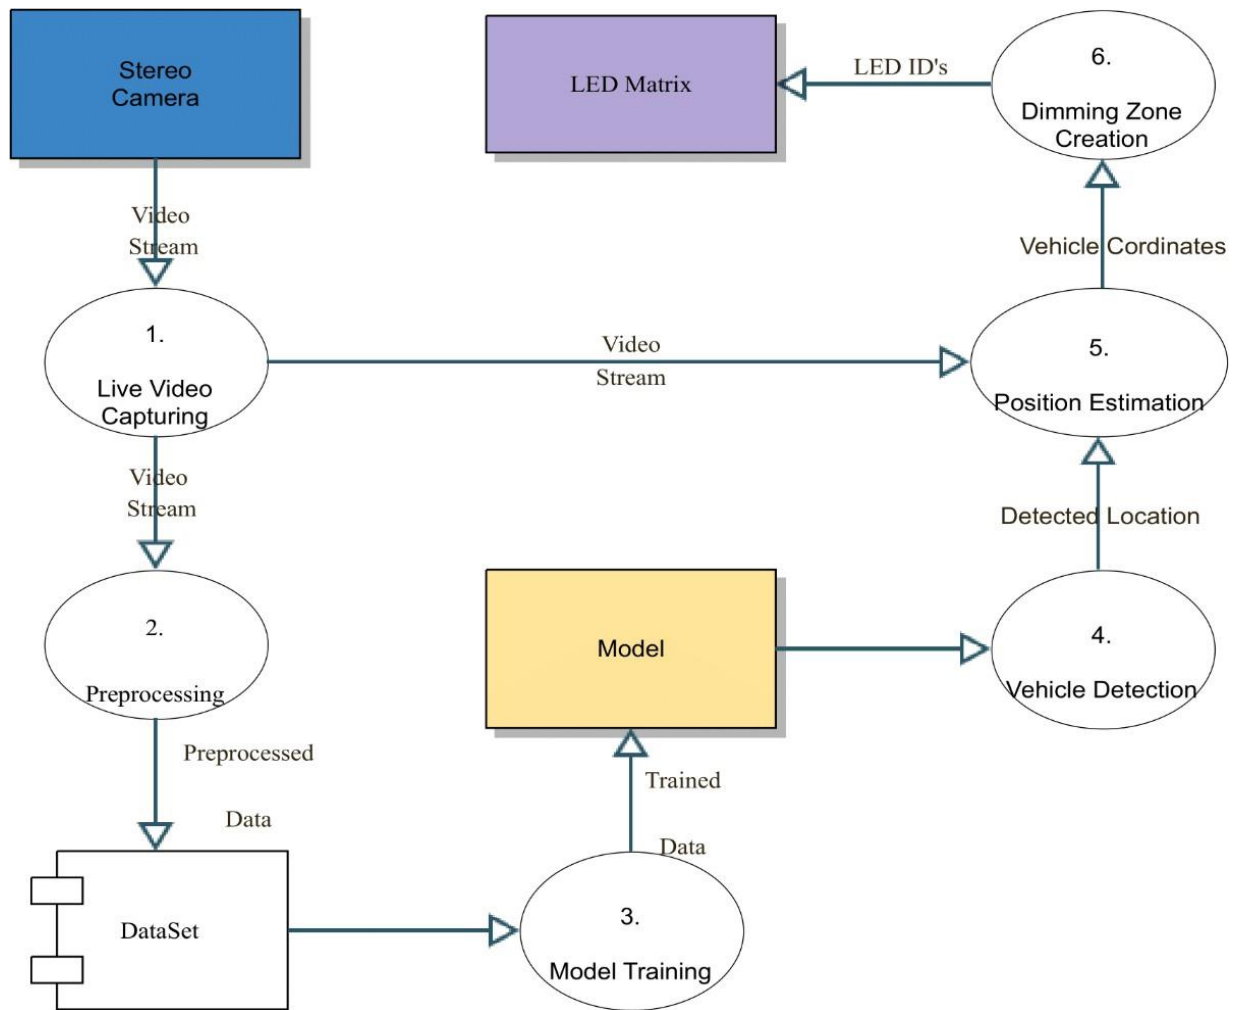 Stereo
Camera
LED Matrix
LED ID's
6.
Dimming Zone
Creation
Video
Stream
Vehicle Cordinates
1.
Live Video
Capturing
Video
Stream
5.
Position Estimation
Video
Stream
Detected Location
2.
Preprocessing
Model
4.
Vehicle Detection
Preprocessed
Data
Trained
Data
DataSet
3.
Model Training